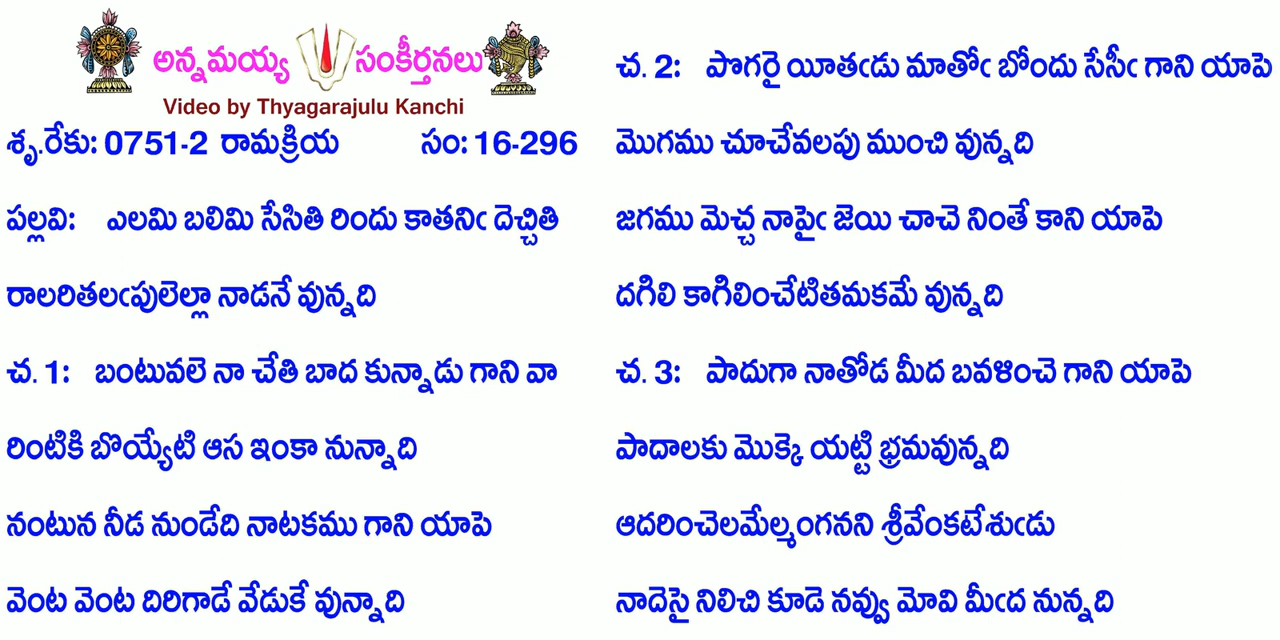 అన్నమయ్య సంకీర్తనలు
Video by Thyagarajulu Kanchi
శృ.రేకు: 0751-2 రామక్రియ సం: 16-296
పల్లవి: ఎలమి బలిమి సేసితి రిందు కాతనిఁ దెచ్చితి
రాలరితలఁపులెల్లా నాడనే వున్నది
చ. 1: బంటువలె నా చేతి బాద కున్నాడు గాని వా
రింటికి బొయ్యేటి ఆస ఇంకా నున్నాది
నంటున నీడ నుండేది నాటకము గాని యాపె
వెంట వెంట దిరిగాడే వేడుకే వున్నాది
చ. 2: పొగరై యీతఁడు మాతోఁ బోందు సేసీఁ గాని యాపె
మొగము చూచేవలపు ముంచి వున్నది
జగము మెచ్చ నాపైఁ జెయి చాచె నింతే కాని యాపె
దగిలి కాగిలించేటితమకమే వున్నది
చ. 3: పాదుగా నాతోడ మీద బవళించె గాని యాపె
పాదాలకు మొక్కె యట్టి భ్రమవున్నది
ఆదరించెలమేల్మంగనని శ్రీవేంకటేశుఁడు
నాదెసై నిలిచి కూడె నవ్వు మోవి మీఁద నున్నది